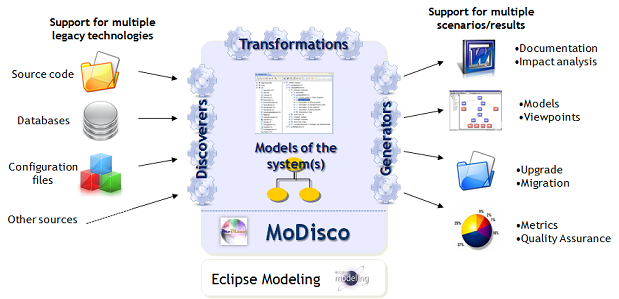 Support for multiple
legacy technologies
Support for multiple
scenarios/results
Transformations
Source code
Databases
Configuration
files
Other sources
Discoverers
Models of the
system(s)
Generators
•Documentation
•Impact analysis
•Models
•Viewpoints
•Upgrade
•Migration
•Metrics
•Quality Assurance
MoDisco
Eclipse Modeling
modeling